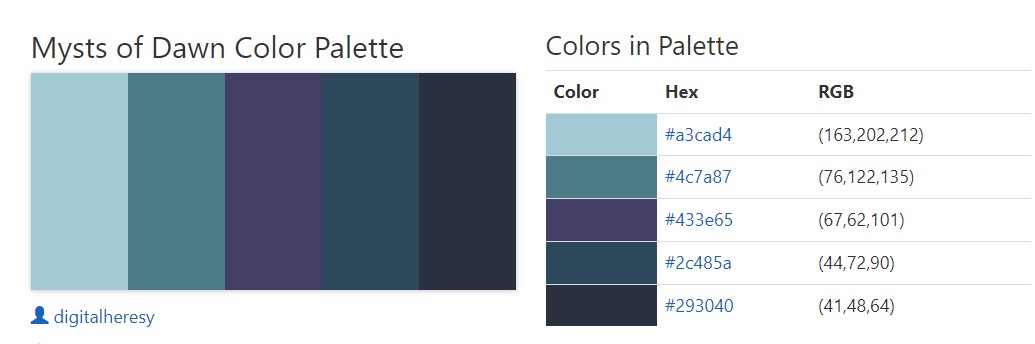 Mysts of Dawn Color Palette
digitalheresy
Colors in Palette
Color Hex RGB
#a3cad4 (163,202,212)
#4c7a87 (76,122,135)
#433e65 (67,62,101)
#2c485a (44,72,90)
#293040 (41,48,64)